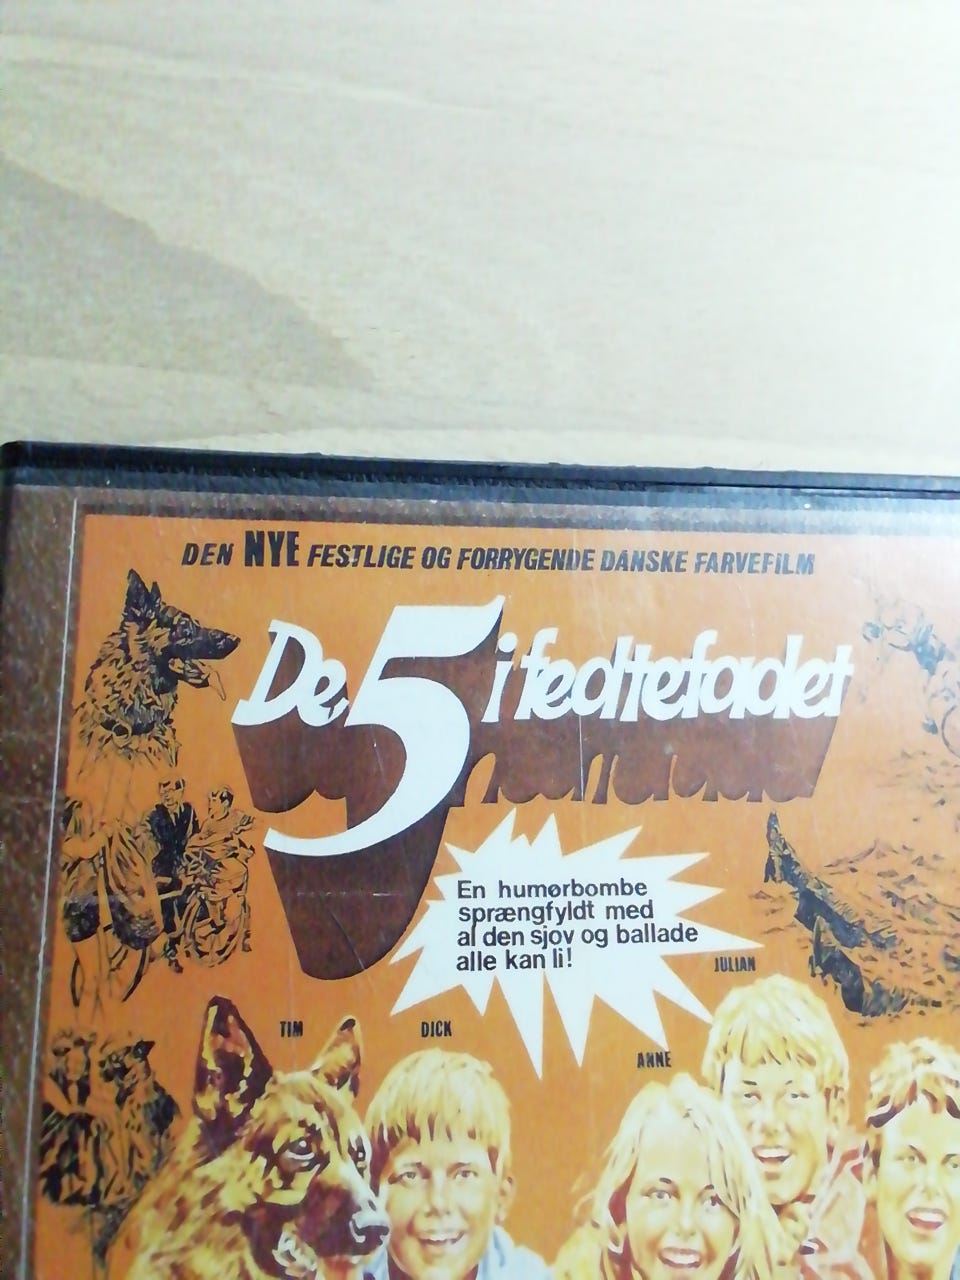 DEN NYE FESTLIGE OG FORRYGENDE DANSKE FARVEFILM
De 5 i fedtefadet
En humørbombe
sprængfyldt med
al den sjov og ballade
alle kan li!
JULIAN
TIM
DICK
ANNE